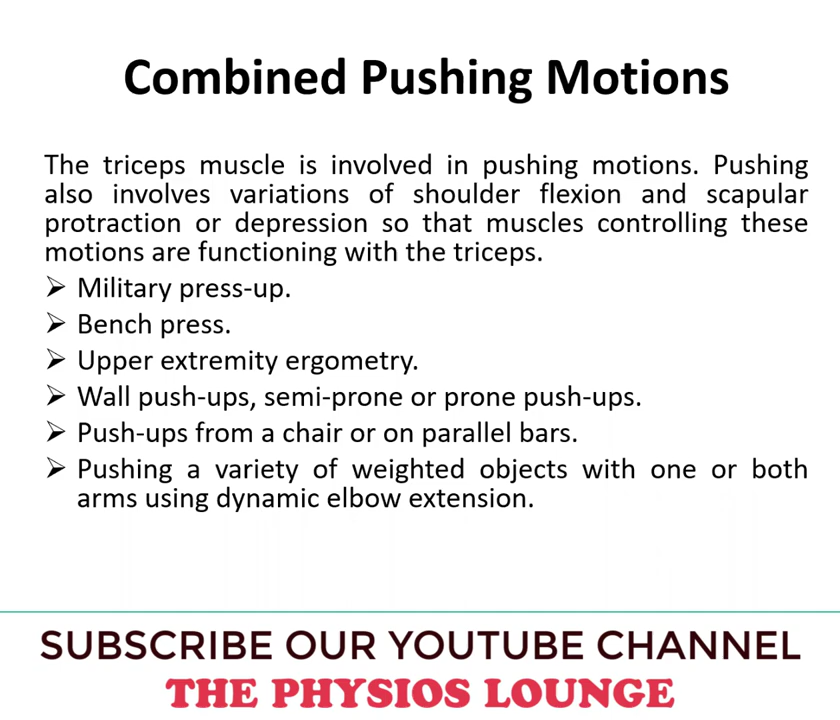 Combined Pushing Motions
The triceps muscle is involved in pushing motions. Pushing
also involves variations of shoulder flexion and scapular
protraction or depression so that muscles controlling these
motions are functioning with the triceps.
➢ Military press-up.
➢ Bench press.
➢ Upper extremity ergometry.
➢ Wall push-ups, semi-prone or prone push-ups.
➢ Push-ups from a chair or on parallel bars.
➢ Pushing a variety of weighted objects with one or both
arms using dynamic elbow extension.
SUBSCRIBE OUR YOUTUBE CHANNEL
THE PHYSIOS LOUNGE